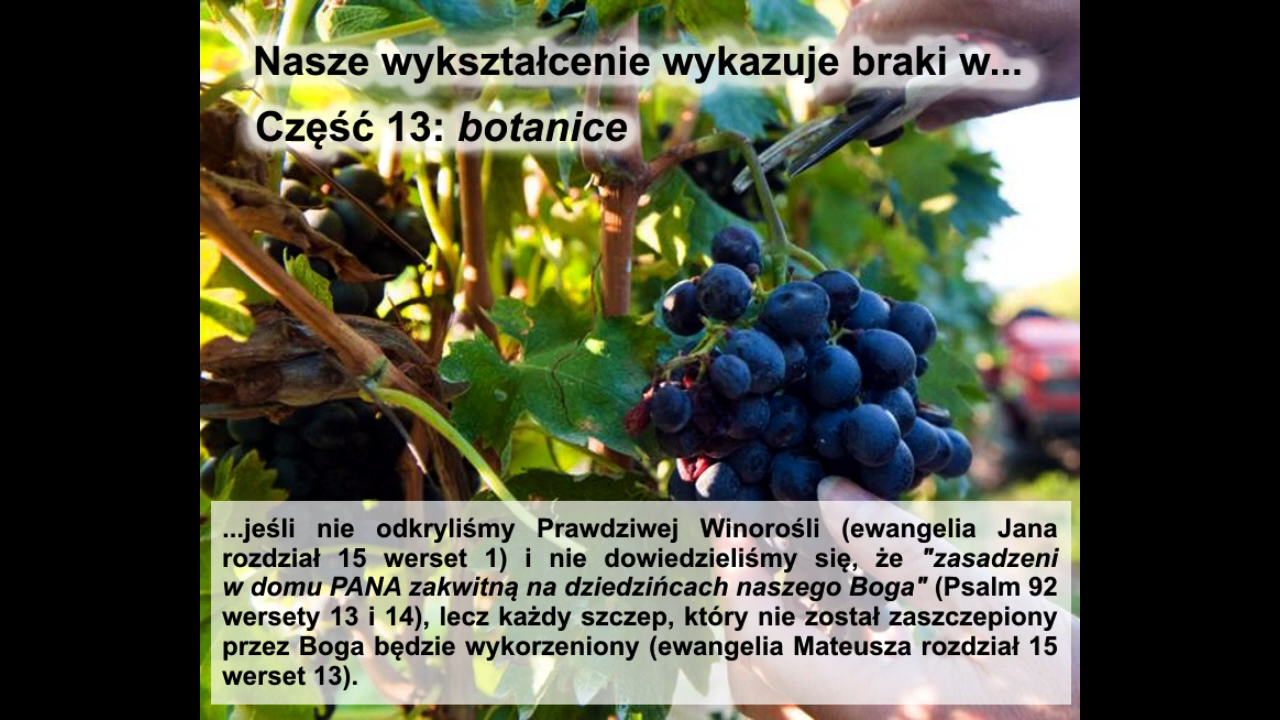 Nasze wykształcenie wykazuje braki w...
Część 13: botanice
...jeśli nie odkryliśmy Prawdziwej Winorośli (ewangelia Jana
rozdział 15 werset 1) i nie dowiedzieliśmy się, że "zasadzeni
w domu PANA zakwitną na dziedzińcach naszego Boga" (Psalm 92
wersety 13 i 14), lecz każdy szczep, który nie został zaszczepiony
przez Boga będzie wykorzeniony (ewangelia Mateusza rozdział 15
werset 13).